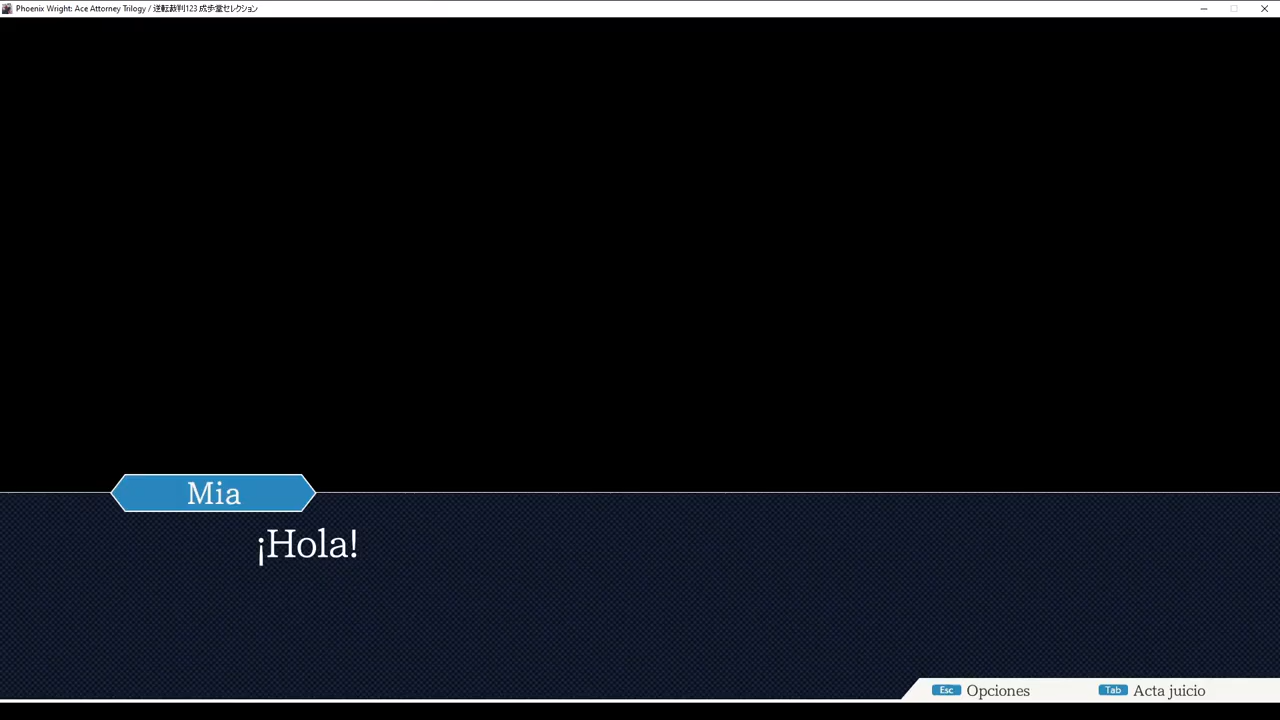 Phoenix Wright: Ace Attorney Trilogy / 逆転裁判123 成歩堂セレクション
Mia
¡Hola!
Esc Opciones Tab Acta juicio